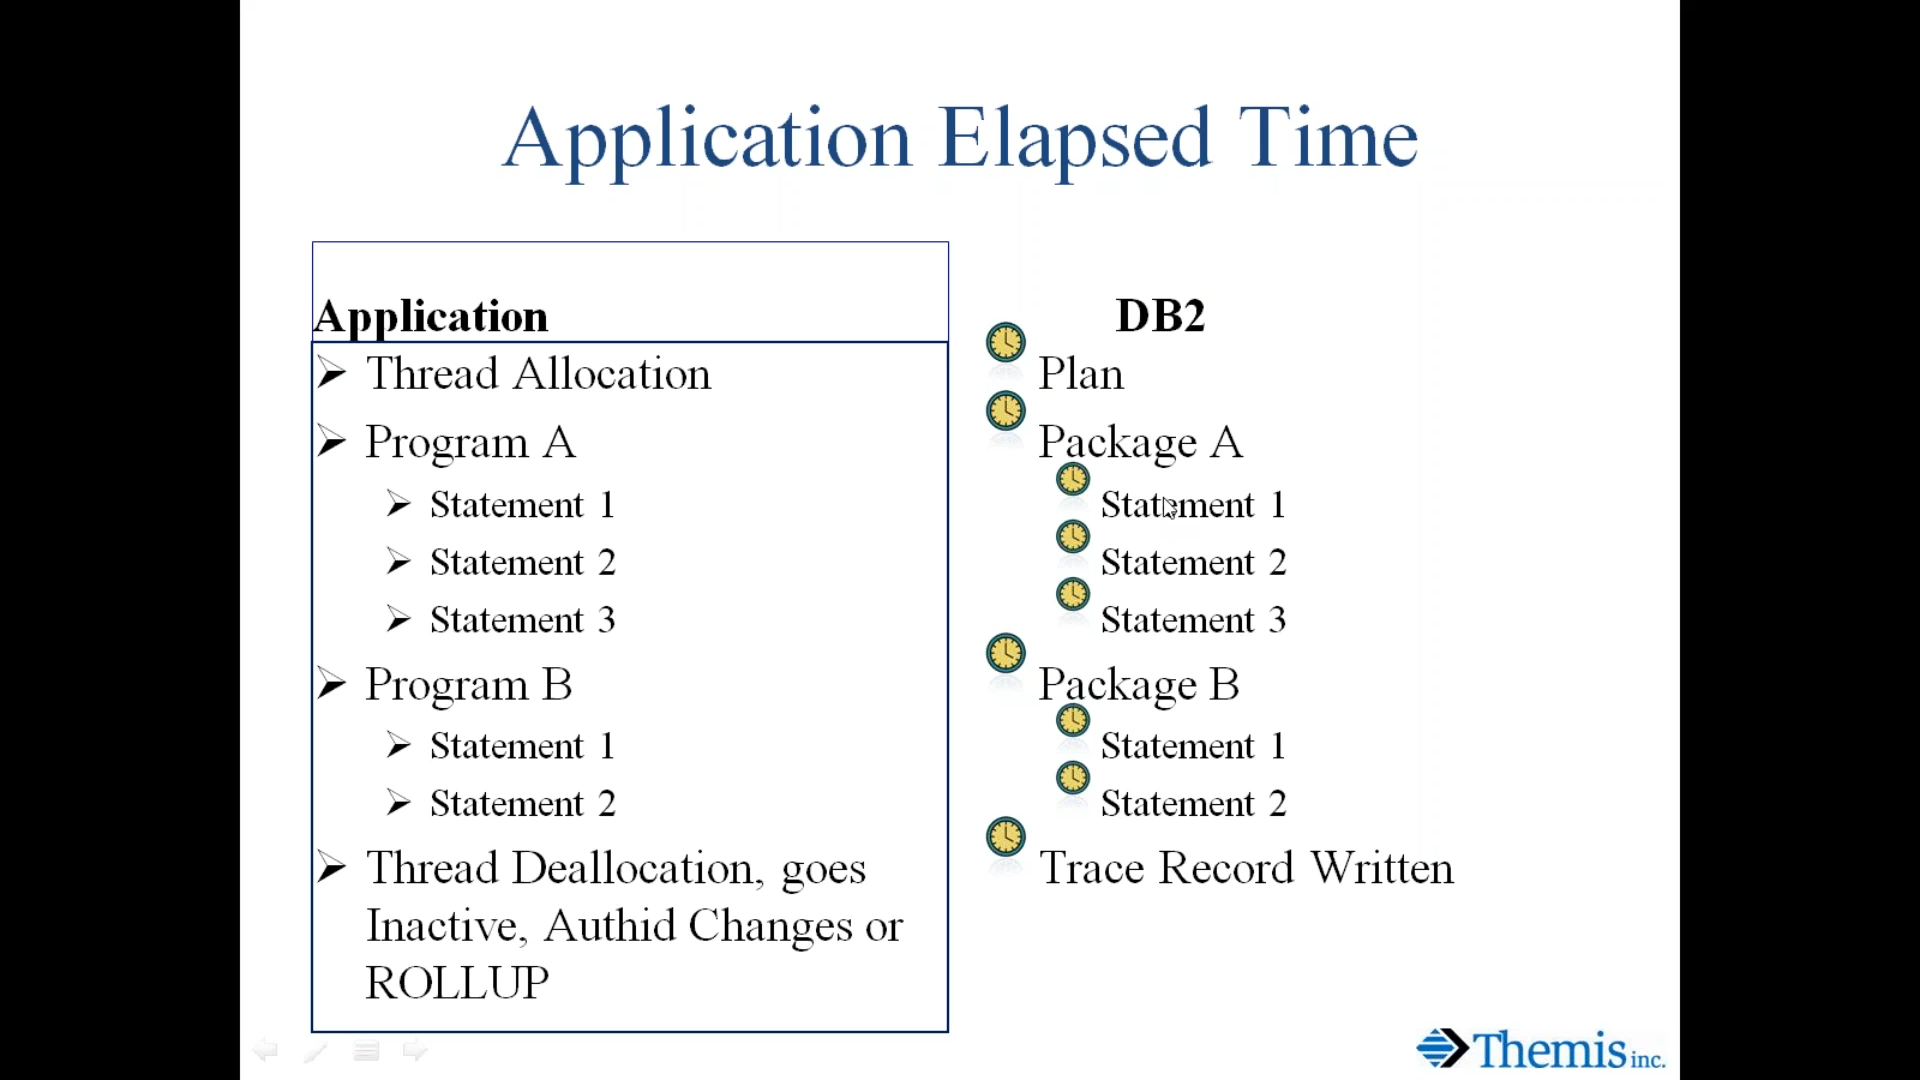 Application Elapsed Time
Application
Thread Allocation
Program A
Statement 1
Statement 2
Statement 3
Program B
Statement 1
Statement 2
Thread Deallocation, goes
Inactive, Authid Changes or
ROLLUP
DB2
Plan
Package A
Statement 1
Statement 2
Statement 3
Package B
Statement 1
Statement 2
Trace Record Written
Themis inc.